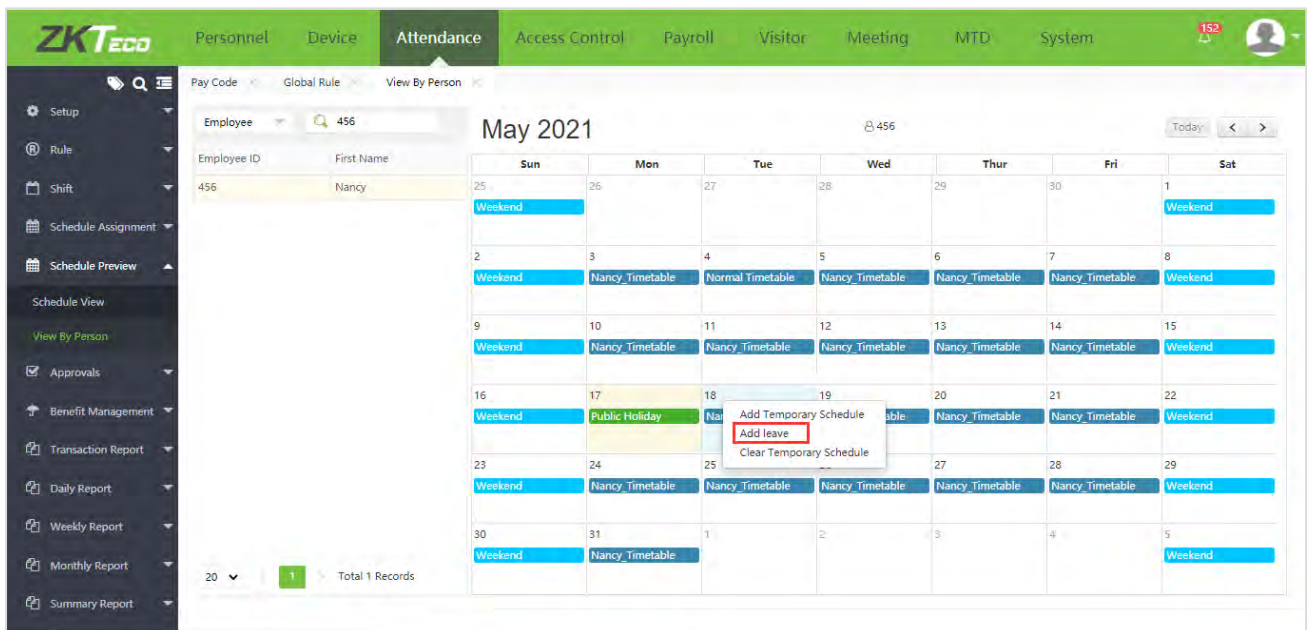 ZKTeco Personnel Device Attendance Access Control Payroll Visitor Meeting MTD System 152
Pay Code Global Rule View By Person
Setup
Rule
Shift
Schedule Assignment
Schedule Preview
Schedule View
View By Person
Approvals
Benefit Management
Transaction Report
Daily Report
Weekly Report
Monthly Report
Summary Report
Employee 456
Employee ID First Name
456 Nancy
20 1 Total 1 Records
May 2021 456 Today < >
Sun Mon Tue Wed Thur Fri Sat
25 26 27 28 29 30 1
Weekend Weekend
2 3 4 5 6 7 8
Weekend Nancy_Timetable Normal Timetable Nancy_Timetable Nancy_Timetable Nancy_Timetable Weekend
9 10 11 12 13 14 15
Weekend Nancy_Timetable Nancy_Timetable Nancy_Timetable Nancy_Timetable Nancy_Timetable Weekend
16 17 18 19 20 21 22
Weekend Public Holiday Nan able Nancy_Timetable Nancy_Timetable Weekend
Add Temporary Schedule
Add leave
Clear Temporary Schedule
23 24 25 27 28 29
Weekend Nancy_Timetable Nancy_Timetable Nancy_Timetable Nancy_Timetable Nancy_Timetable Weekend
30 31 1 2 3 4 5
Weekend Nancy_Timetable Weekend